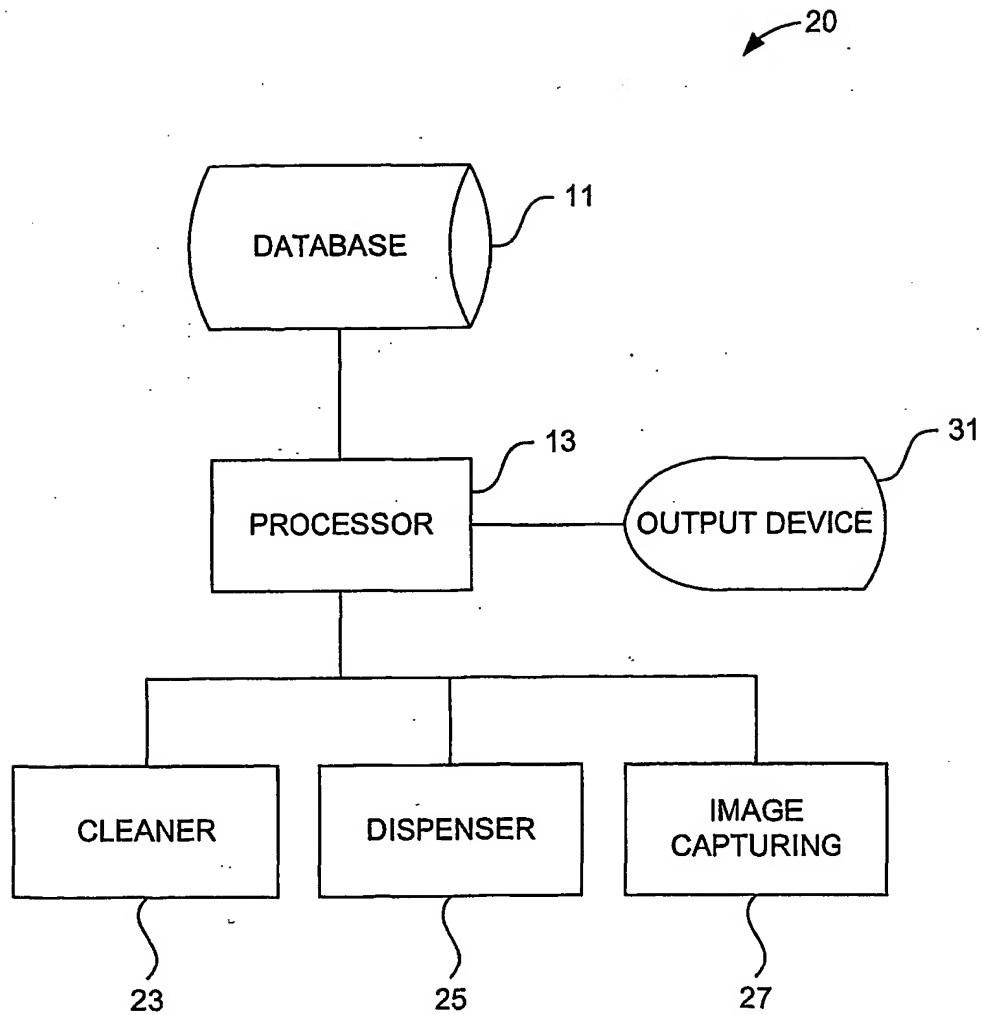 20
DATABASE
11
PROCESSOR
13
OUTPUT DEVICE
31
CLEANER
DISPENSER
IMAGE
CAPTURING
23
25
27